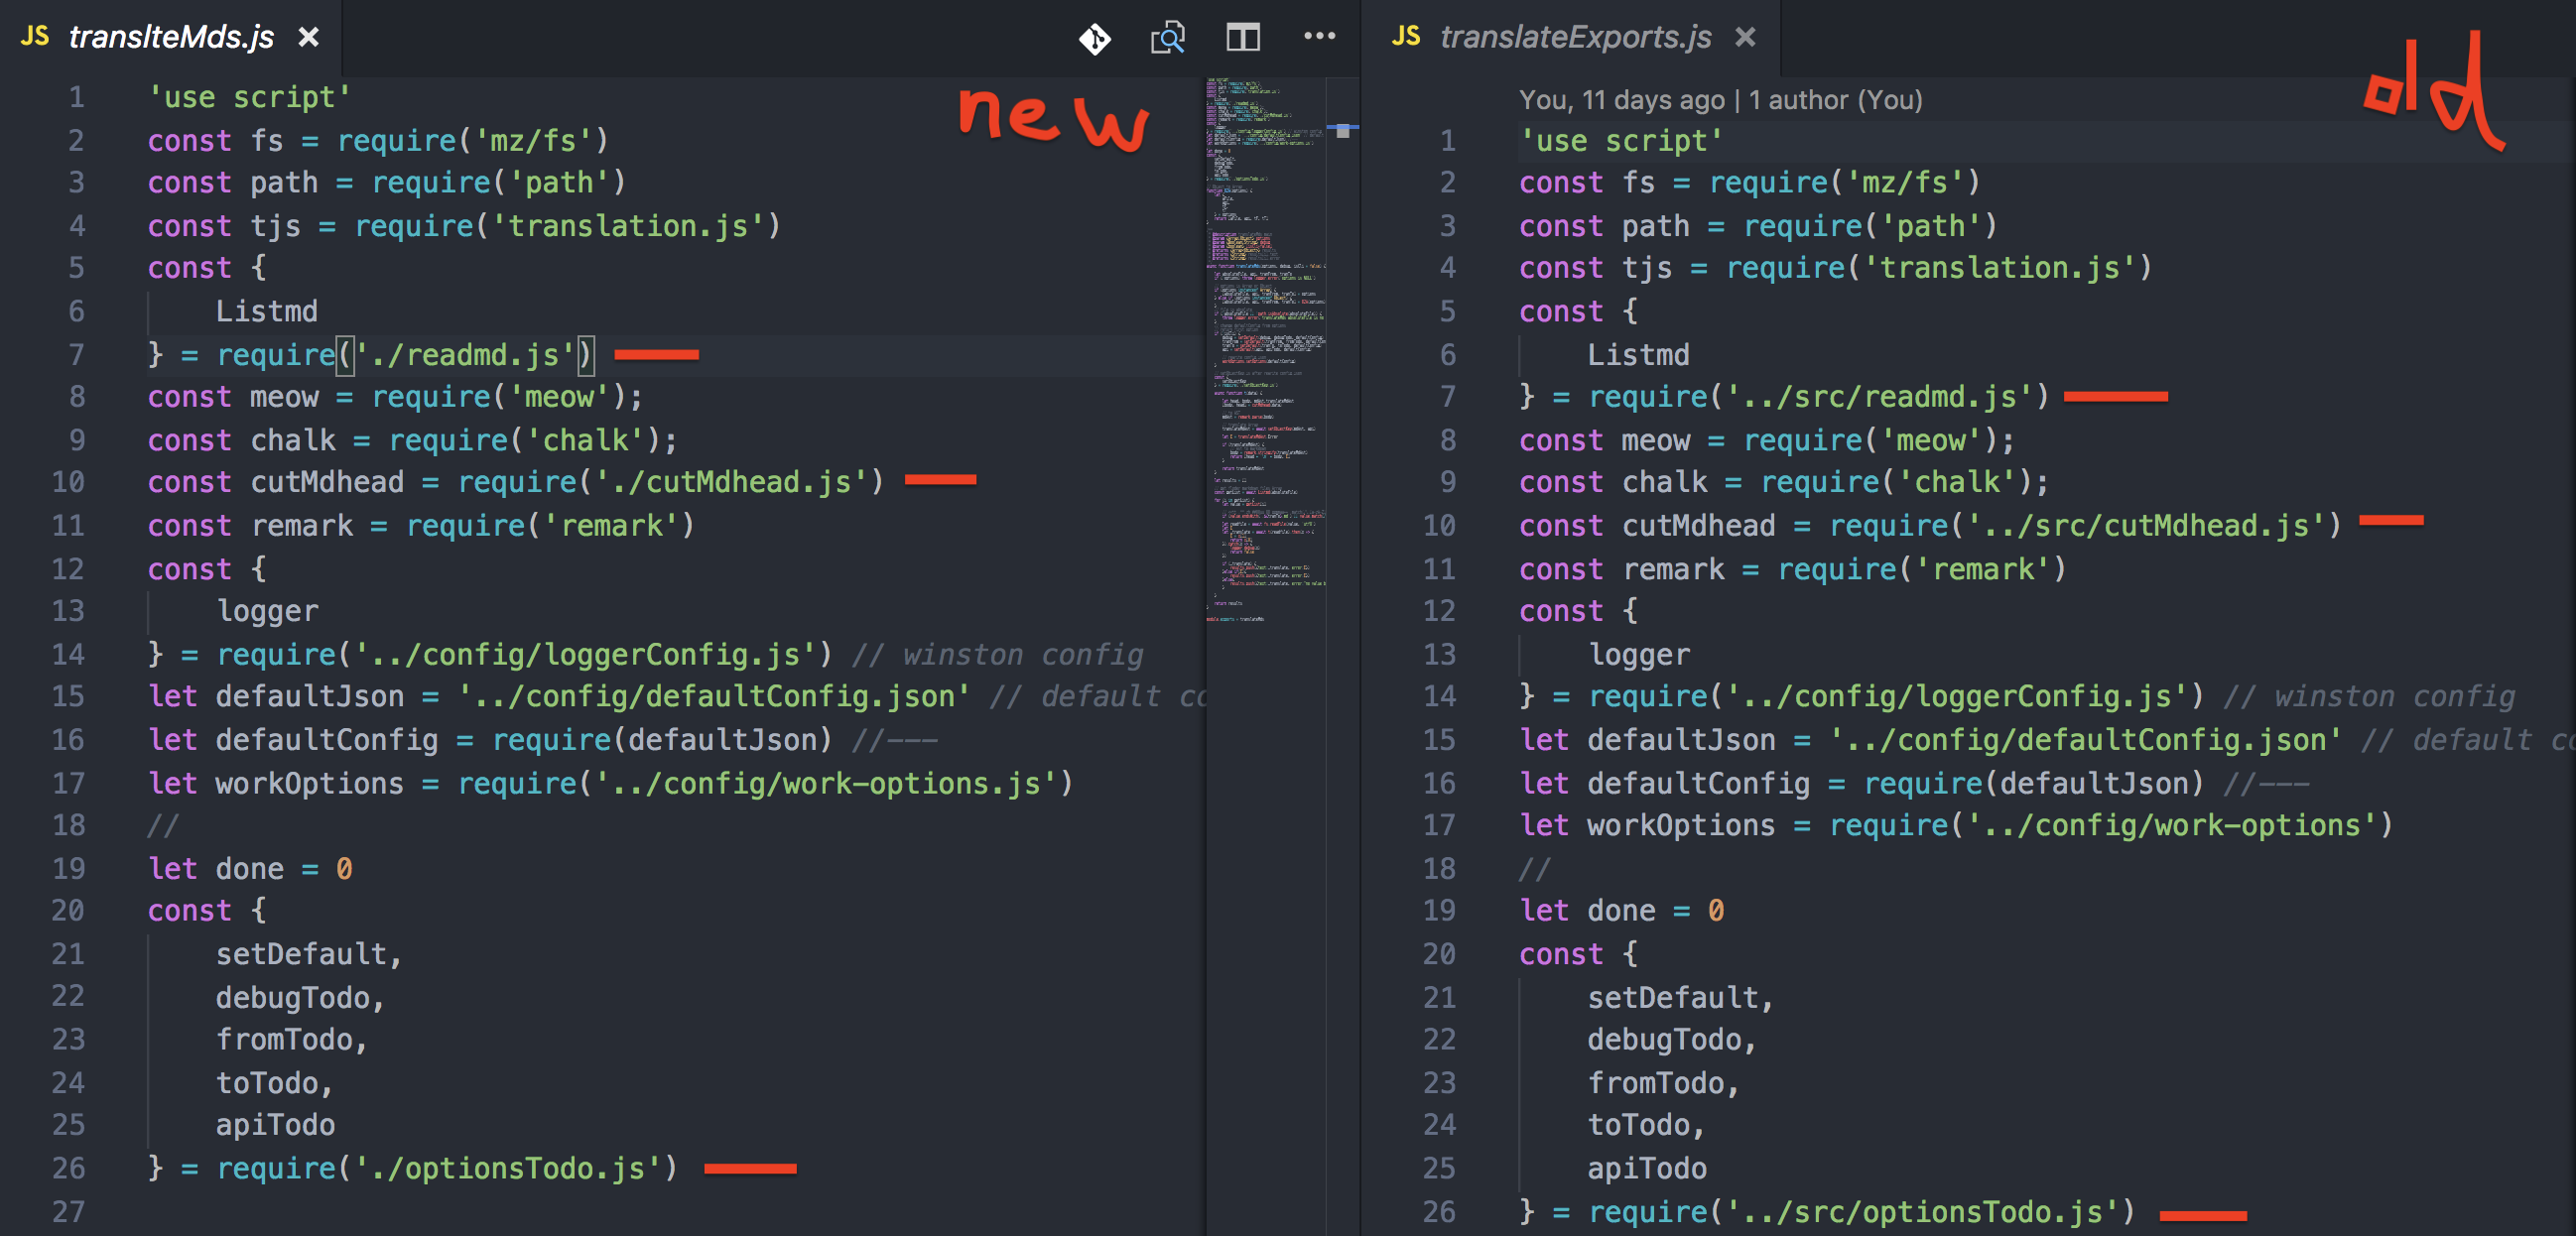 JS translteMds.js ×
new
1 'use script'
2 const fs = require('mz/fs')
3 const path = require('path')
4 const tjs = require('translation.js')
5 const {
6 Listmd
7 } = require('./readmd.js')
8 const meow = require('meow');
9 const chalk = require('chalk');
10 const cutMdhead = require('./cutMdhead.js')
11 const remark = require('remark')
12 const {
13 logger
14 } = require('../config/loggerConfig.js') // winston config
15 let defaultJson = '../config/defaultConfig.json' // default co
16 let defaultConfig = require(defaultJson) //---
17 let workOptions = require('../config/work-options.js')
18 //
19 let done = 0
20 const {
21 setDefault,
22 debugTodo,
23 fromTodo,
24 toTodo,
25 apiTodo
26 } = require('./optionsTodo.js')
27
JS translateExports.js ×
old
You, 11 days ago | 1 author (You)
1 'use script'
2 const fs = require('mz/fs')
3 const path = require('path')
4 const tjs = require('translation.js')
5 const {
6 Listmd
7 } = require('../src/readmd.js')
8 const meow = require('meow');
9 const chalk = require('chalk');
10 const cutMdhead = require('../src/cutMdhead.js')
11 const remark = require('remark')
12 const {
13 logger
14 } = require('../config/loggerConfig.js') // winston config
15 let defaultJson = '../config/defaultConfig.json' // default co
16 let defaultConfig = require(defaultJson) //---
17 let workOptions = require('../config/work-options')
18 //
19 let done = 0
20 const {
21 setDefault,
22 debugTodo,
23 fromTodo,
24 toTodo,
25 apiTodo
26 } = require('../src/optionsTodo.js')